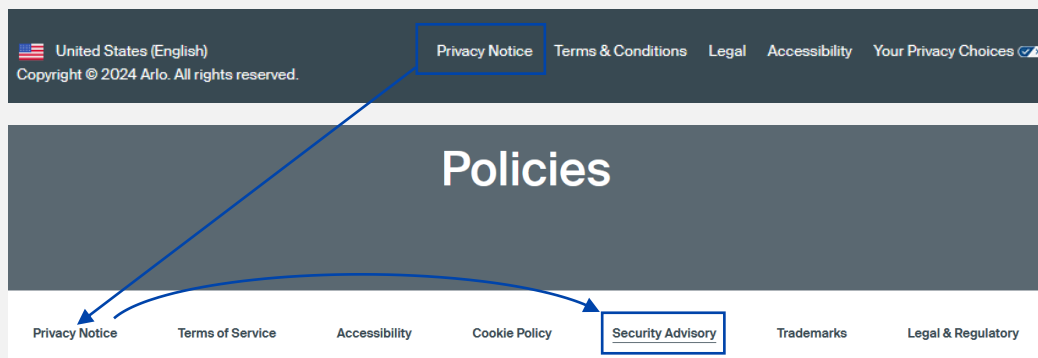 United States (English)
Privacy Notice Terms & Conditions Legal Accessibility Your Privacy Choices
Copyright © 2024 Arlo. All rights reserved.
Policies
Privacy Notice Terms of Service Accessibility Cookie Policy Security Advisory Trademarks Legal & Regulatory